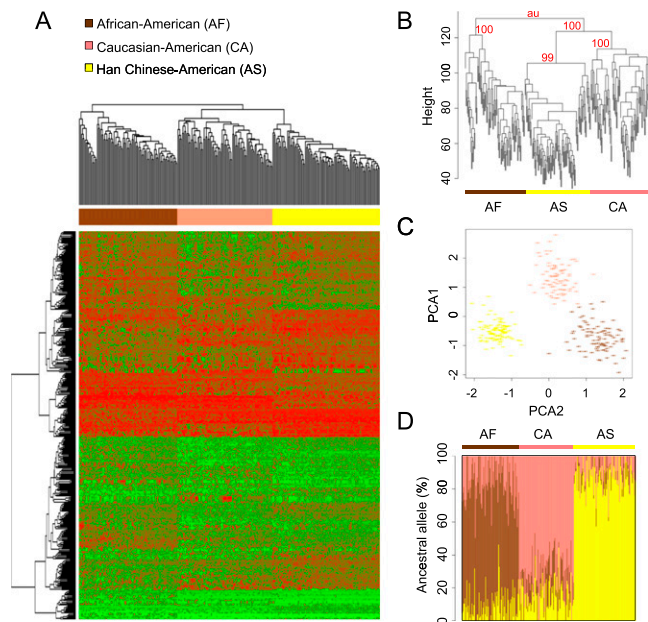 A
African-American (AF)
Caucasian-American (CA)
Han Chinese-American (AS)
B
Height
120
100
80
60
40
au
100
100
100
99
AF AS CA
C
PCA1
2
1
0
-1
-2
-2 -1 0 1 2
PCA2
D
AF CA AS
Ancestral allele (%)
100
80
60
40
20
0